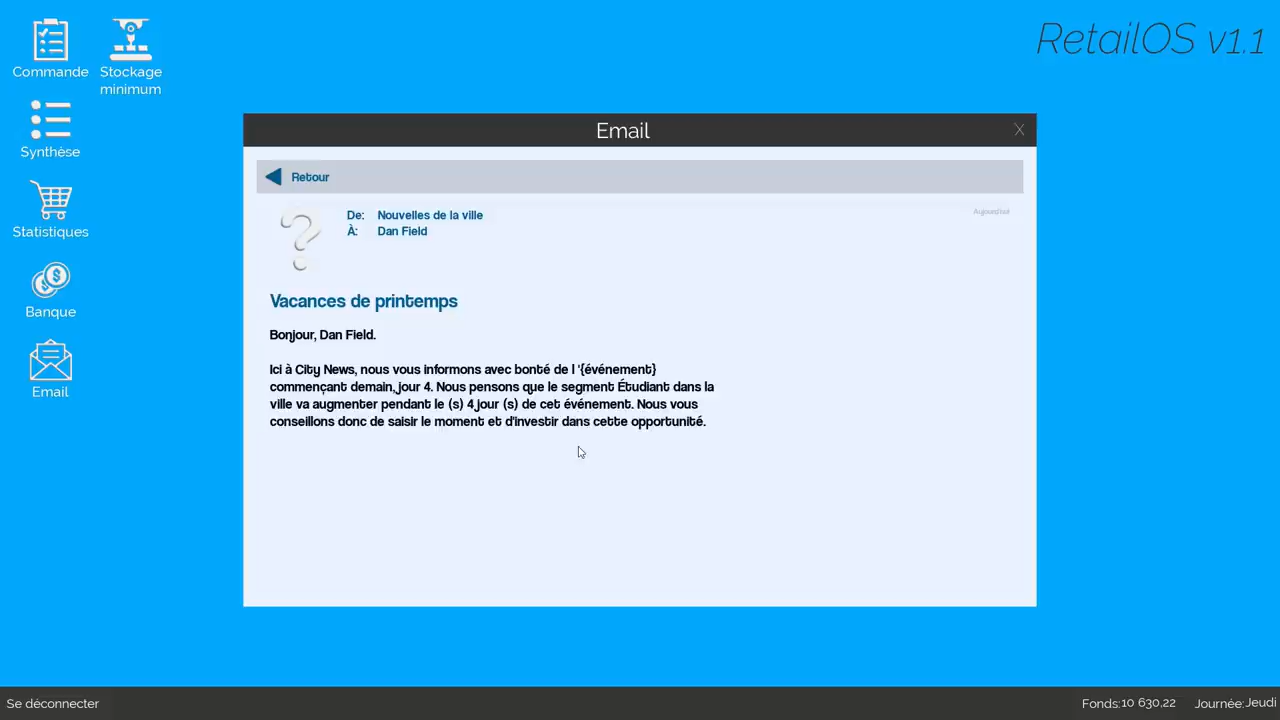 RetailOS v1.1
Commande
Stockage
minimum
Synthèse
Statistiques
Banque
Email
Email
X
Retour
De: Nouvelles de la ville
À: Dan Field
Aujourd'hui
Vacances de printemps
Bonjour, Dan Field.
Ici à City News, nous vous informons avec bonté de l '{événement}
commençant demain, jour 4. Nous pensons que le segment Étudiant dans la
ville va augmenter pendant le (s) 4 jour (s) de cet événement. Nous vous
conseillons donc de saisir le moment et d'investir dans cette opportunité.
Se déconnecter
Fonds: 10 630,22
Journée: Jeudi